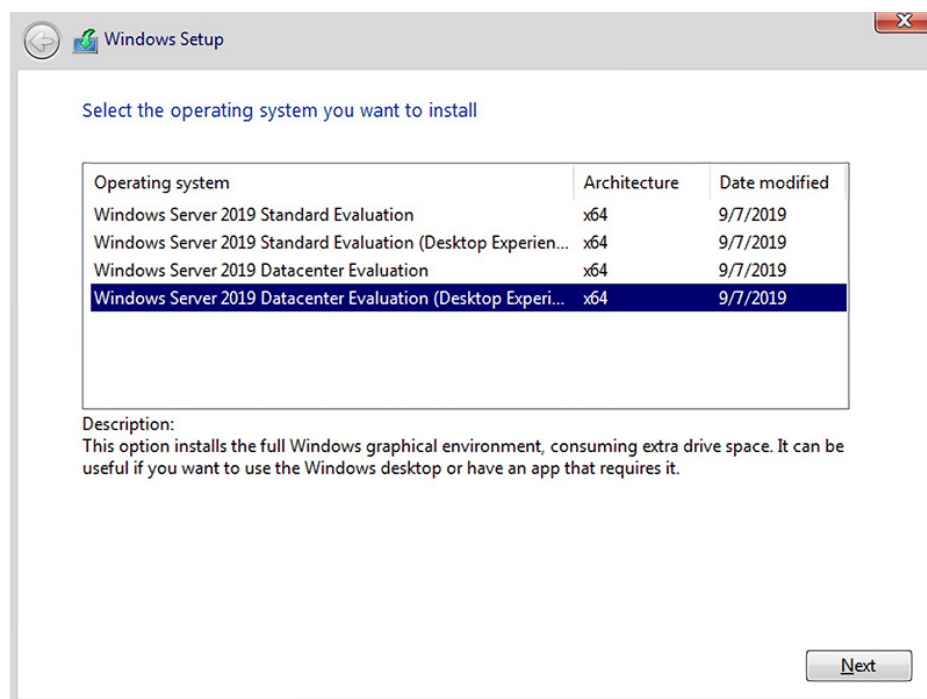 Windows Setup
Select the operating system you want to install
Operating system Architecture Date modified
Windows Server 2019 Standard Evaluation x64 9/7/2019
Windows Server 2019 Standard Evaluation (Desktop Experien... x64 9/7/2019
Windows Server 2019 Datacenter Evaluation x64 9/7/2019
Windows Server 2019 Datacenter Evaluation (Desktop Experi... x64 9/7/2019
Description:
This option installs the full Windows graphical environment, consuming extra drive space. It can be
useful if you want to use the Windows desktop or have an app that requires it.
Next